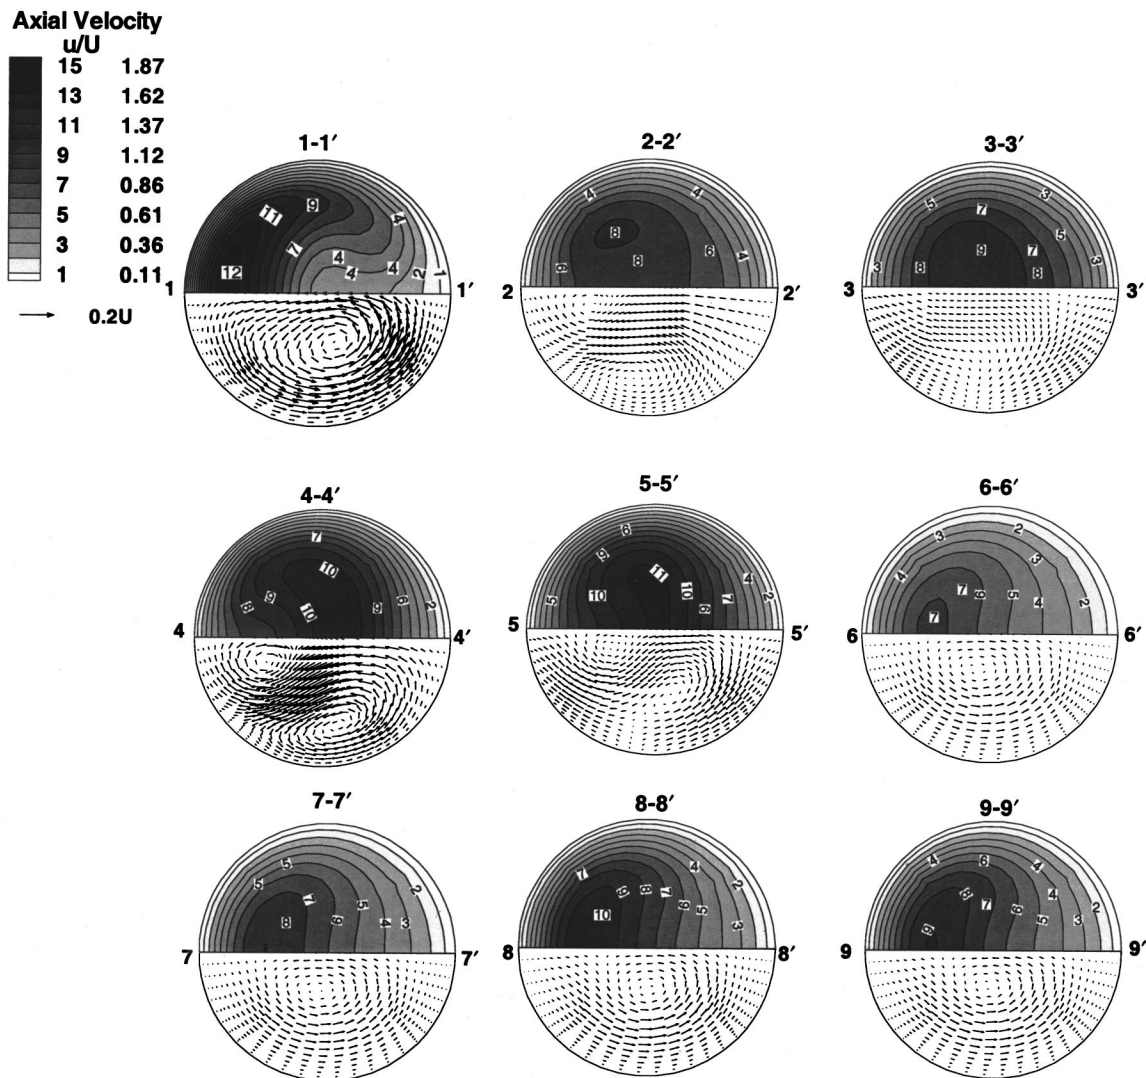 Axial Velocity
u/U
15 1.87
13 1.62
11 1.37
9 1.12
7 0.86
5 0.61
3 0.36
1 0.11
0.2U
1-1′
11 9 4 7 4 12 4 4 2 1
1 1′
2-2′
4 4 8 8 6 6 4
2 2′
3-3′
3 5 7 5 9 7 3 8 8 3
3 3′
4-4′
7 10 8 9 10 9 6 2
4 4′
5-5′
6 9 11 10 10 6 7 4 2 5
5 5′
6-6′
3 2 3 4 7 7 6 5 4 2
6 6′
7-7′
5 5 7 2 8 6 5 4 3
7 7′
8-8′
7 4 9 8 7 2 10 6 5 3
8 8′
9-9′
4 6 4 8 7 4 9 6 5 3 2
9 9′